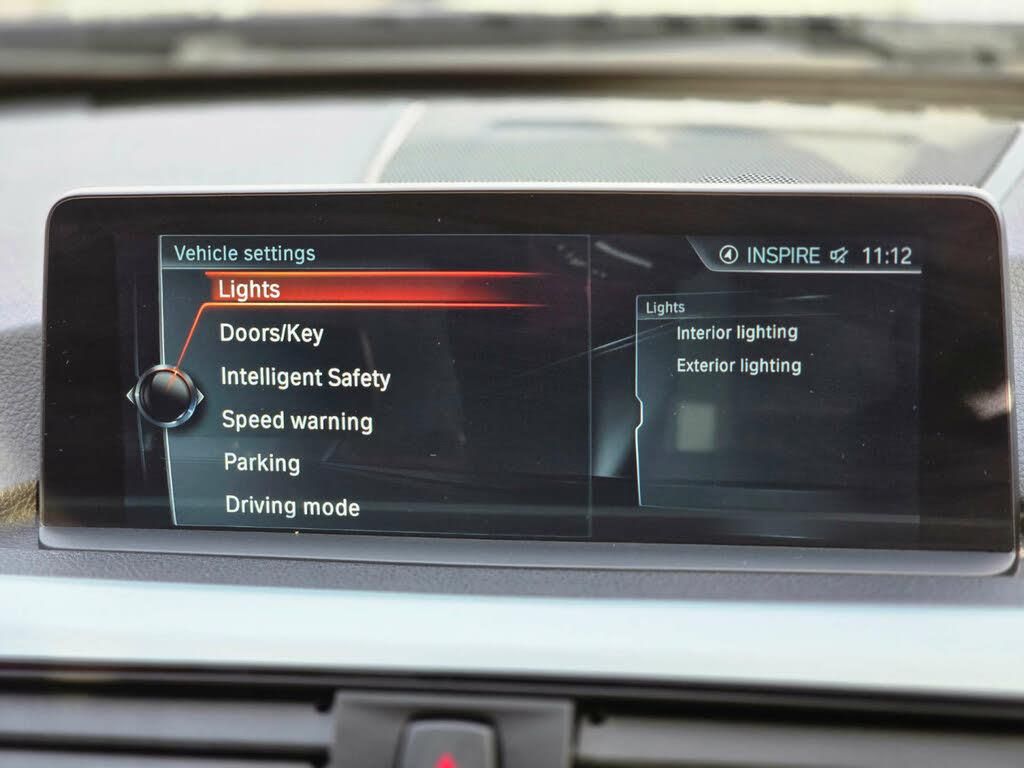 Vehicle settings
INSPIRE 11:12
Lights
Doors/Key
Intelligent Safety
Speed warning
Parking
Driving mode
Lights
Interior lighting
Exterior lighting